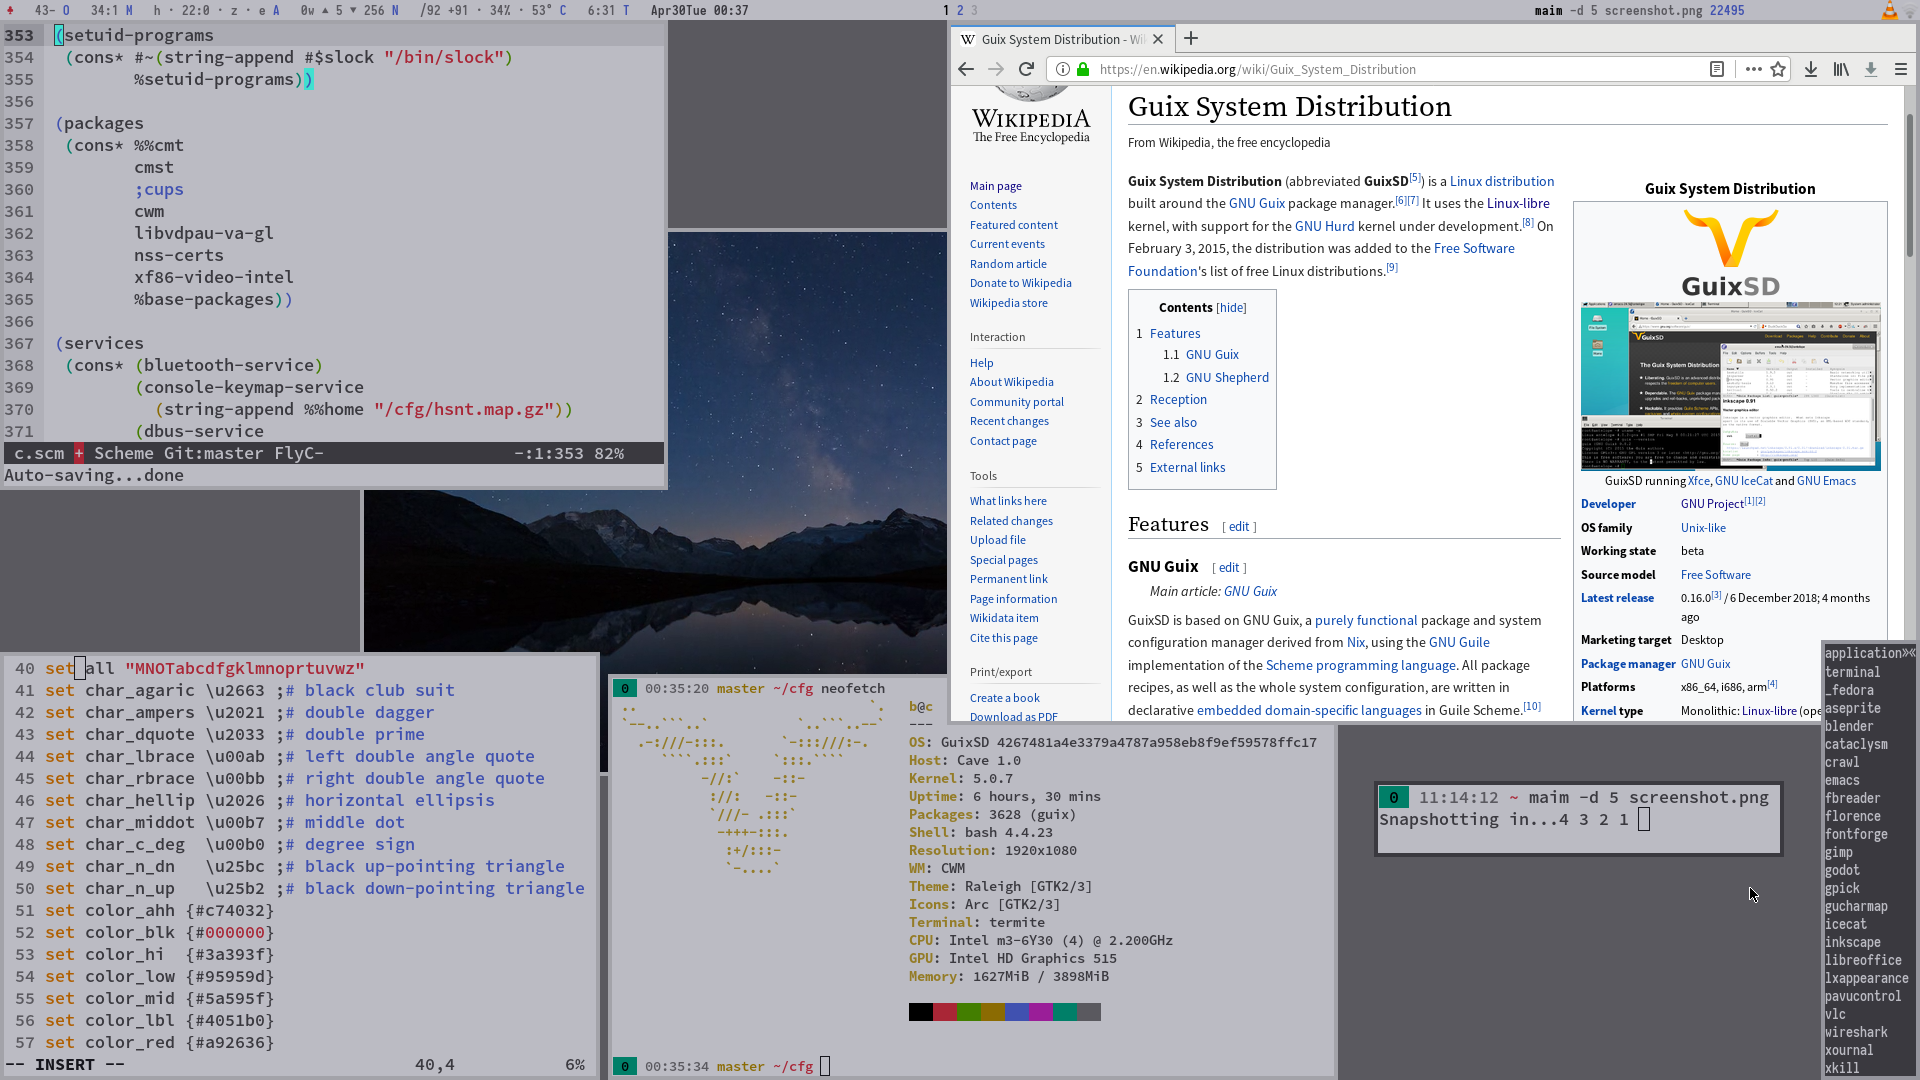 43- O 34:1 M h · 22:0 · z · e A 0w ▲ 5 ▼ 256 N /92 +91 · 34% · 53° C 6:31 T Apr30Tue 00:37 1 2 3 maim -d 5 screenshot.png 22495
353 (setuid-programs
354 (cons* #~(string-append #$slock "/bin/slock")
355 %setuid-programs))
356
357 (packages
358 (cons* %%cmt
359 cmst
360 ;cups
361 cwm
362 libvdpau-va-gl
363 nss-certs
364 xf86-video-intel
365 %base-packages))
366
367 (services
368 (cons* (bluetooth-service)
369 (console-keymap-service
370 (string-append %%home "/cfg/hsnt.map.gz"))
371 (dbus-service
c.scm + Scheme Git:master FlyC- -:1:353 82%
Auto-saving...done
Guix System Distribution - Wi
https://en.wikipedia.org/wiki/Guix_System_Distribution
WIKIPEDIA
The Free Encyclopedia
Main page
Contents
Featured content
Current events
Random article
Donate to Wikipedia
Wikipedia store
Interaction
Help
About Wikipedia
Community portal
Recent changes
Contact page
Tools
What links here
Related changes
Upload file
Special pages
Permanent link
Page information
Wikidata item
Cite this page
Print/export
Create a book
Download as PDF
Guix System Distribution
From Wikipedia, the free encyclopedia
Guix System Distribution (abbreviated GuixSD[5]) is a Linux distribution
built around the GNU Guix package manager.[6][7] It uses the Linux-libre
kernel, with support for the GNU Hurd kernel under development.[8] On
February 3, 2015, the distribution was added to the Free Software
Foundation's list of free Linux distributions.[9]
Contents [hide]
1 Features
1.1 GNU Guix
1.2 GNU Shepherd
2 Reception
3 See also
4 References
5 External links
Features [ edit ]
GNU Guix [ edit ]
Main article: GNU Guix
GuixSD is based on GNU Guix, a purely functional package and system
configuration manager derived from Nix, using the GNU Guile
implementation of the Scheme programming language. All package
recipes, as well as the whole system configuration, are written in
declarative embedded domain-specific languages in Guile Scheme.[10]
Guix System Distribution
GuixSD
GuixSD running Xfce, GNU IceCat and GNU Emacs
Developer GNU Project[1][2]
OS family Unix-like
Working state beta
Source model Free Software
Latest release 0.16.0[3] / 6 December 2018; 4 months
ago
Marketing target Desktop
Package manager GNU Guix
Platforms x86_64, i686, arm[4]
Kernel type Monolithic: Linux-libre (ope
40 set all "MNOTabcdfgklmnoprtuvwz"
41 set char_agaric \u2663 ;# black club suit
42 set char_ampers \u2021 ;# double dagger
43 set char_dquote \u2033 ;# double prime
44 set char_lbrace \u00ab ;# left double angle quote
45 set char_rbrace \u00bb ;# right double angle quote
46 set char_hellip \u2026 ;# horizontal ellipsis
47 set char_middot \u00b7 ;# middle dot
48 set char_c_deg \u00b0 ;# degree sign
49 set char_n_dn \u25bc ;# black up-pointing triangle
50 set char_n_up \u25b2 ;# black down-pointing triangle
51 set color_ahh {#c74032}
52 set color_blk {#000000}
53 set color_hi {#3a393f}
54 set color_low {#95959d}
55 set color_mid {#5a595f}
56 set color_lbl {#4051b0}
57 set color_red {#a92636}
-- INSERT -- 40,4 6%
0 00:35:20 master ~/cfg neofetch
b@c
---
OS: GuixSD 4267481a4e3379a4787a958eb8f9ef59578ffc17
Host: Cave 1.0
Kernel: 5.0.7
Uptime: 6 hours, 30 mins
Packages: 3628 (guix)
Shell: bash 4.4.23
Resolution: 1920x1080
WM: CWM
Theme: Raleigh [GTK2/3]
Icons: Arc [GTK2/3]
Terminal: termite
CPU: Intel m3-6Y30 (4) @ 2.200GHz
GPU: Intel HD Graphics 515
Memory: 1627MiB / 3898MiB
0 00:35:34 master ~/cfg
0 11:14:12 ~ maim -d 5 screenshot.png
Snapshotting in...4 3 2 1
application»«
terminal
_fedora
aseprite
blender
cataclysm
crawl
emacs
fbreader
florence
fontforge
gimp
godot
gpick
gucharmap
icecat
inkscape
libreoffice
lxappearance
pavucontrol
vlc
wireshark
xournal
xkill